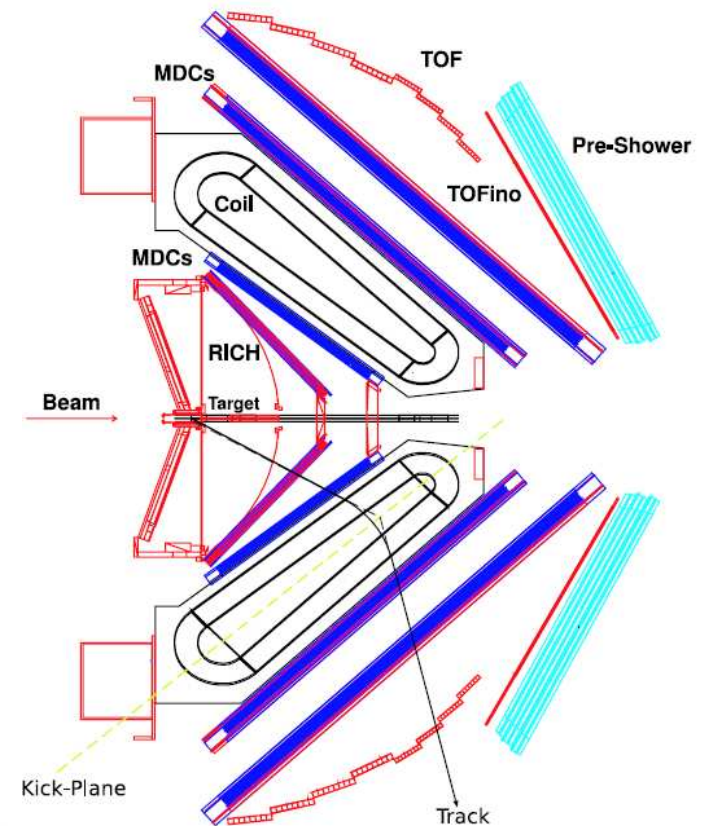 TOF
MDCs
Pre-Shower
TOFino
Coil
MDCs
RICH
Target
Beam
Kick-Plane
Track